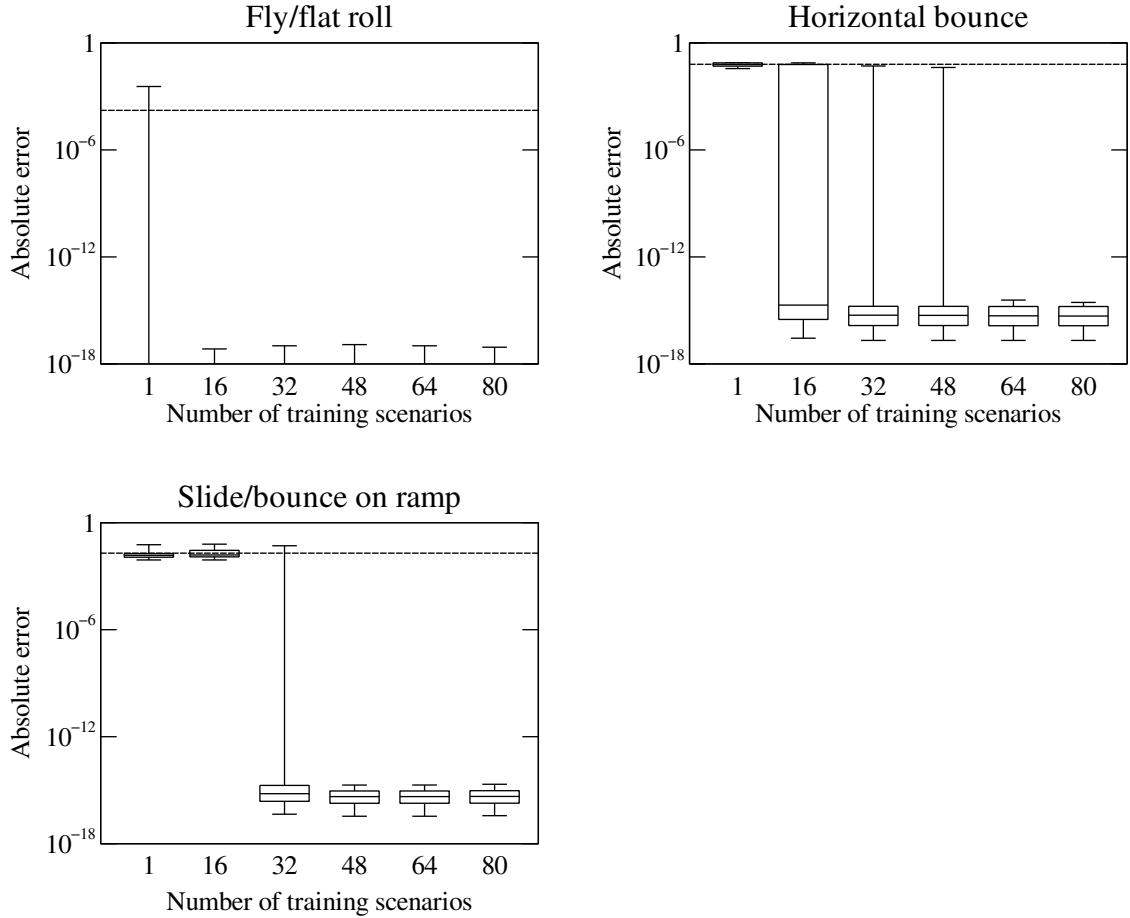 Fly/flat roll
1
10−6
10−12
10−18
Absolute error
1 16 32 48 64 80
Number of training scenarios
Horizontal bounce
1
10−6
10−12
10−18
Absolute error
1 16 32 48 64 80
Number of training scenarios
Slide/bounce on ramp
1
10−6
10−12
10−18
Absolute error
1 16 32 48 64 80
Number of training scenarios